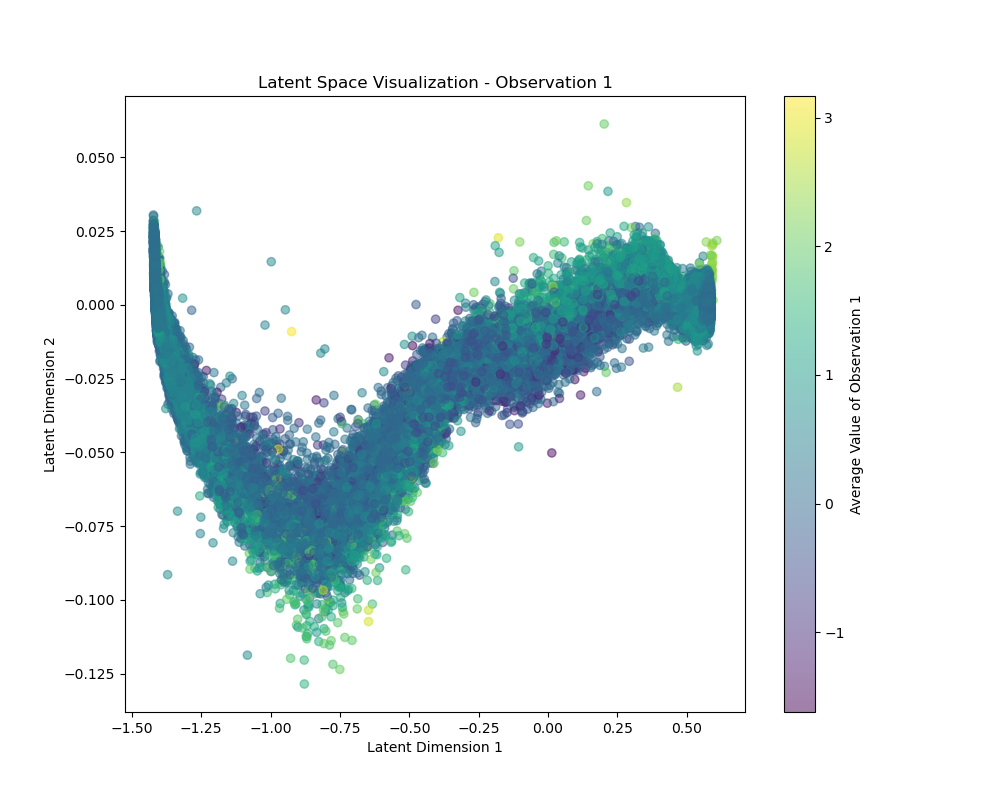 Latent Space Visualization - Observation 1
0.050
0.025
0.000
−0.025
−0.050
−0.075
−0.100
−0.125
Latent Dimension 2
−1.50 −1.25 −1.00 −0.75 −0.50 −0.25 0.00 0.25 0.50
Latent Dimension 1
3
2
1
0
−1
Average Value of Observation 1